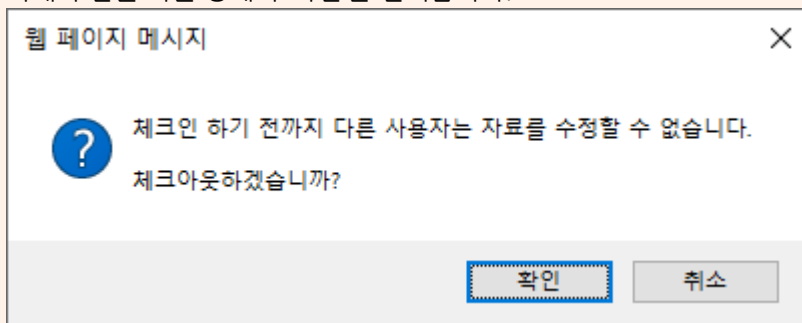 웹 페이지 메시지
체크인 하기 전까지 다른 사용자는 자료를 수정할 수 없습니다.
체크아웃하겠습니까?
확인
취소